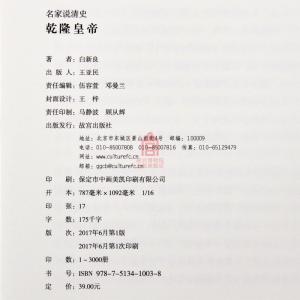 名家说清史
乾隆皇帝
著 者：白新良
出 版 人：王亚民
责任编辑：伍容萱 邓曼兰
封面设计：王 梓
责任印制：马静波 顾从辉
出版发行：故宫出版社
地址：北京市东城区景山前街4号 邮编：100009
电话：010-85007808 010-85007816 传真：010-65129479
网址：www.culturefc.cn
邮箱：ggcb@culturefc.cn
印 刷：保定市中画美凯印刷有限公司
开 本：787毫米×1092毫米 1/16
印 张：17
字 数：175千字
版 次：2017年6月第1版
2017年6月第1次印刷
印 数：1～3000册
书 号：ISBN 978-7-5134-1003-8
定 价：39.00元